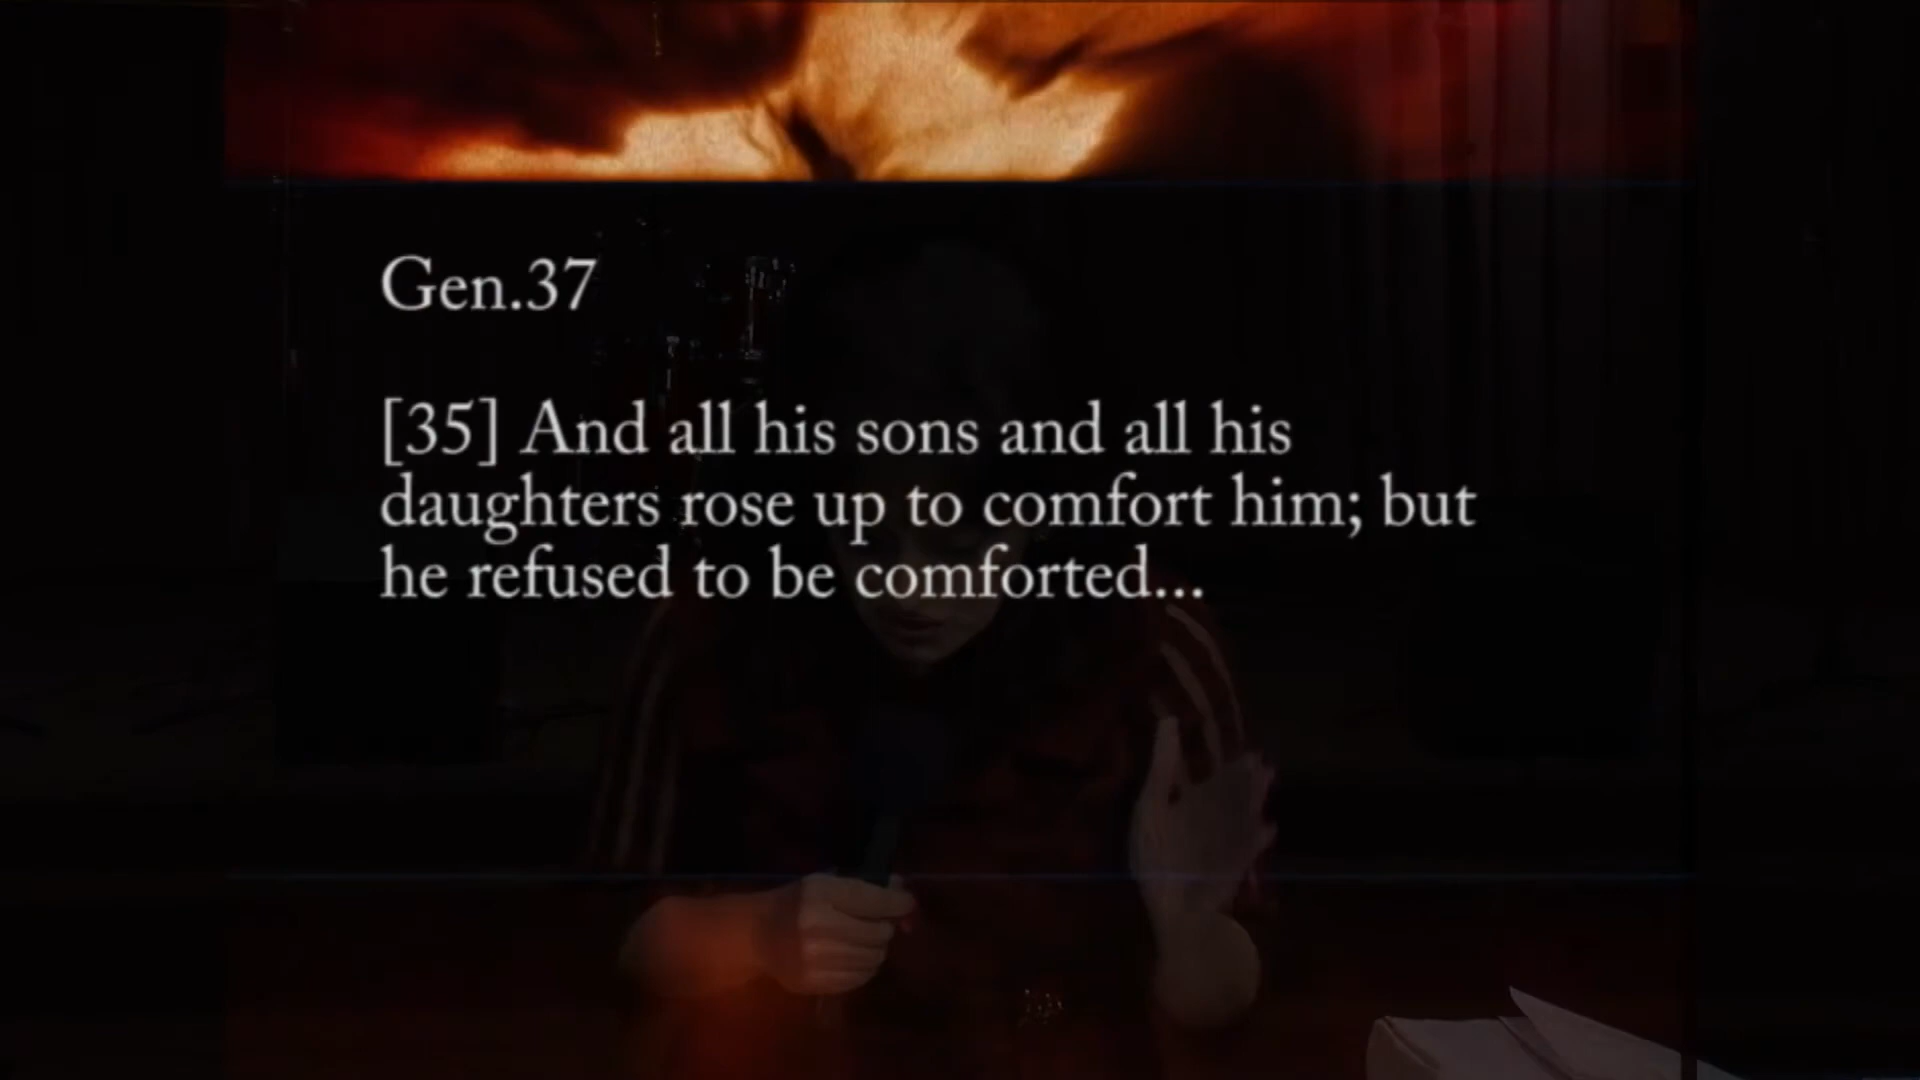 Gen.37
[35] And all his sons and all his
daughters rose up to comfort him; but
he refused to be comforted...